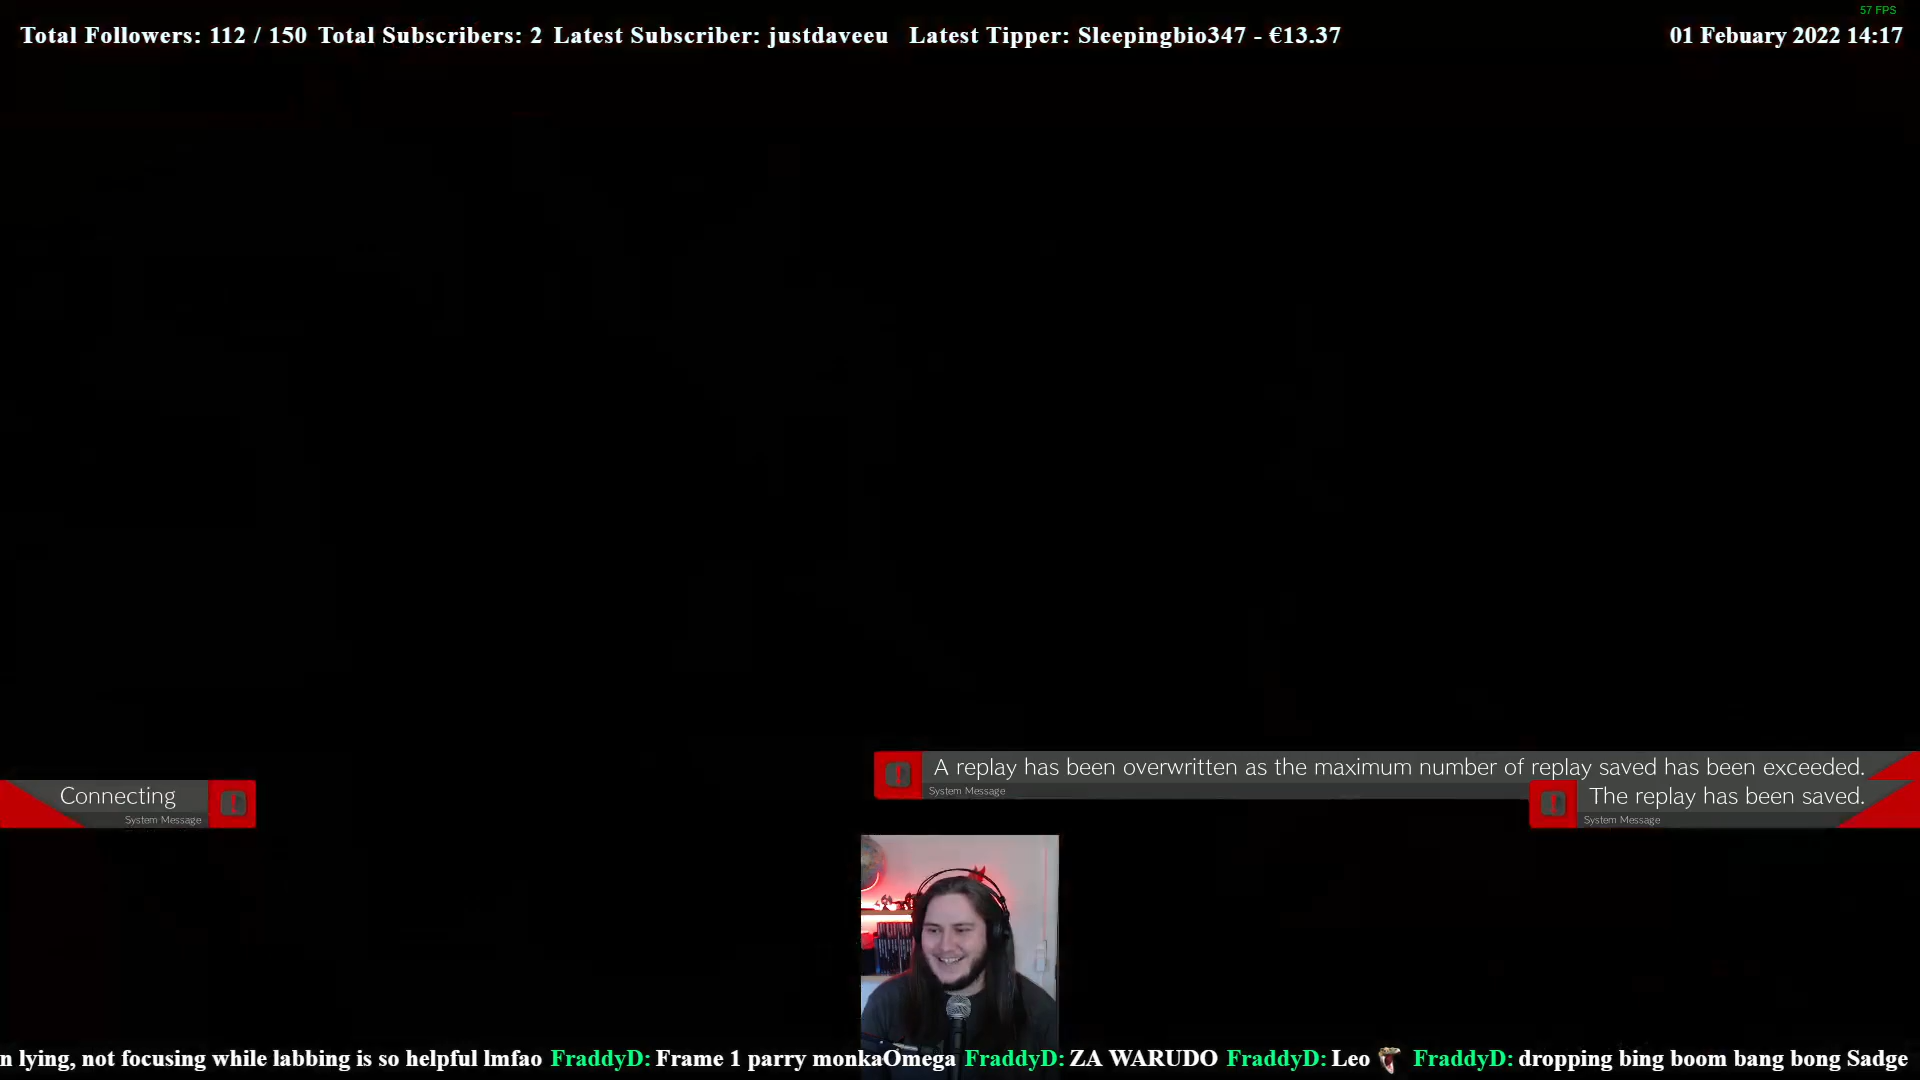 57 FPS
Total Followers: 112 / 150 Total Subscribers: 2 Latest Subscriber: justdaveeu Latest Tipper: Sleepingbio347 - €13.37
01 Febuary 2022 14:17
A replay has been overwritten as the maximum number of replay saved has been exceeded.
System Message
Connecting
System Message
The replay has been saved.
System Message
n lying, not focusing while labbing is so helpful lmfao FraddyD: Frame 1 parry monkaOmega FraddyD: ZA WARUDO FraddyD: Leo FraddyD: dropping bing boom bang bong Sadge